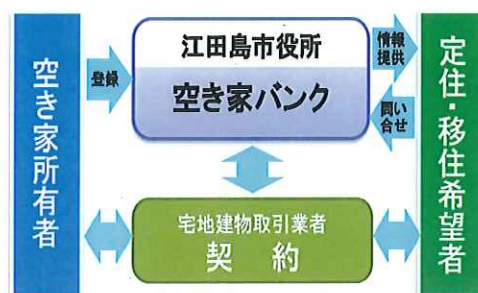 空き家所有者
登録
江田島市役所
空き家バンク
情報
提供
問い
合せ
定住・移住希望者
宅地建物取引業者
契約